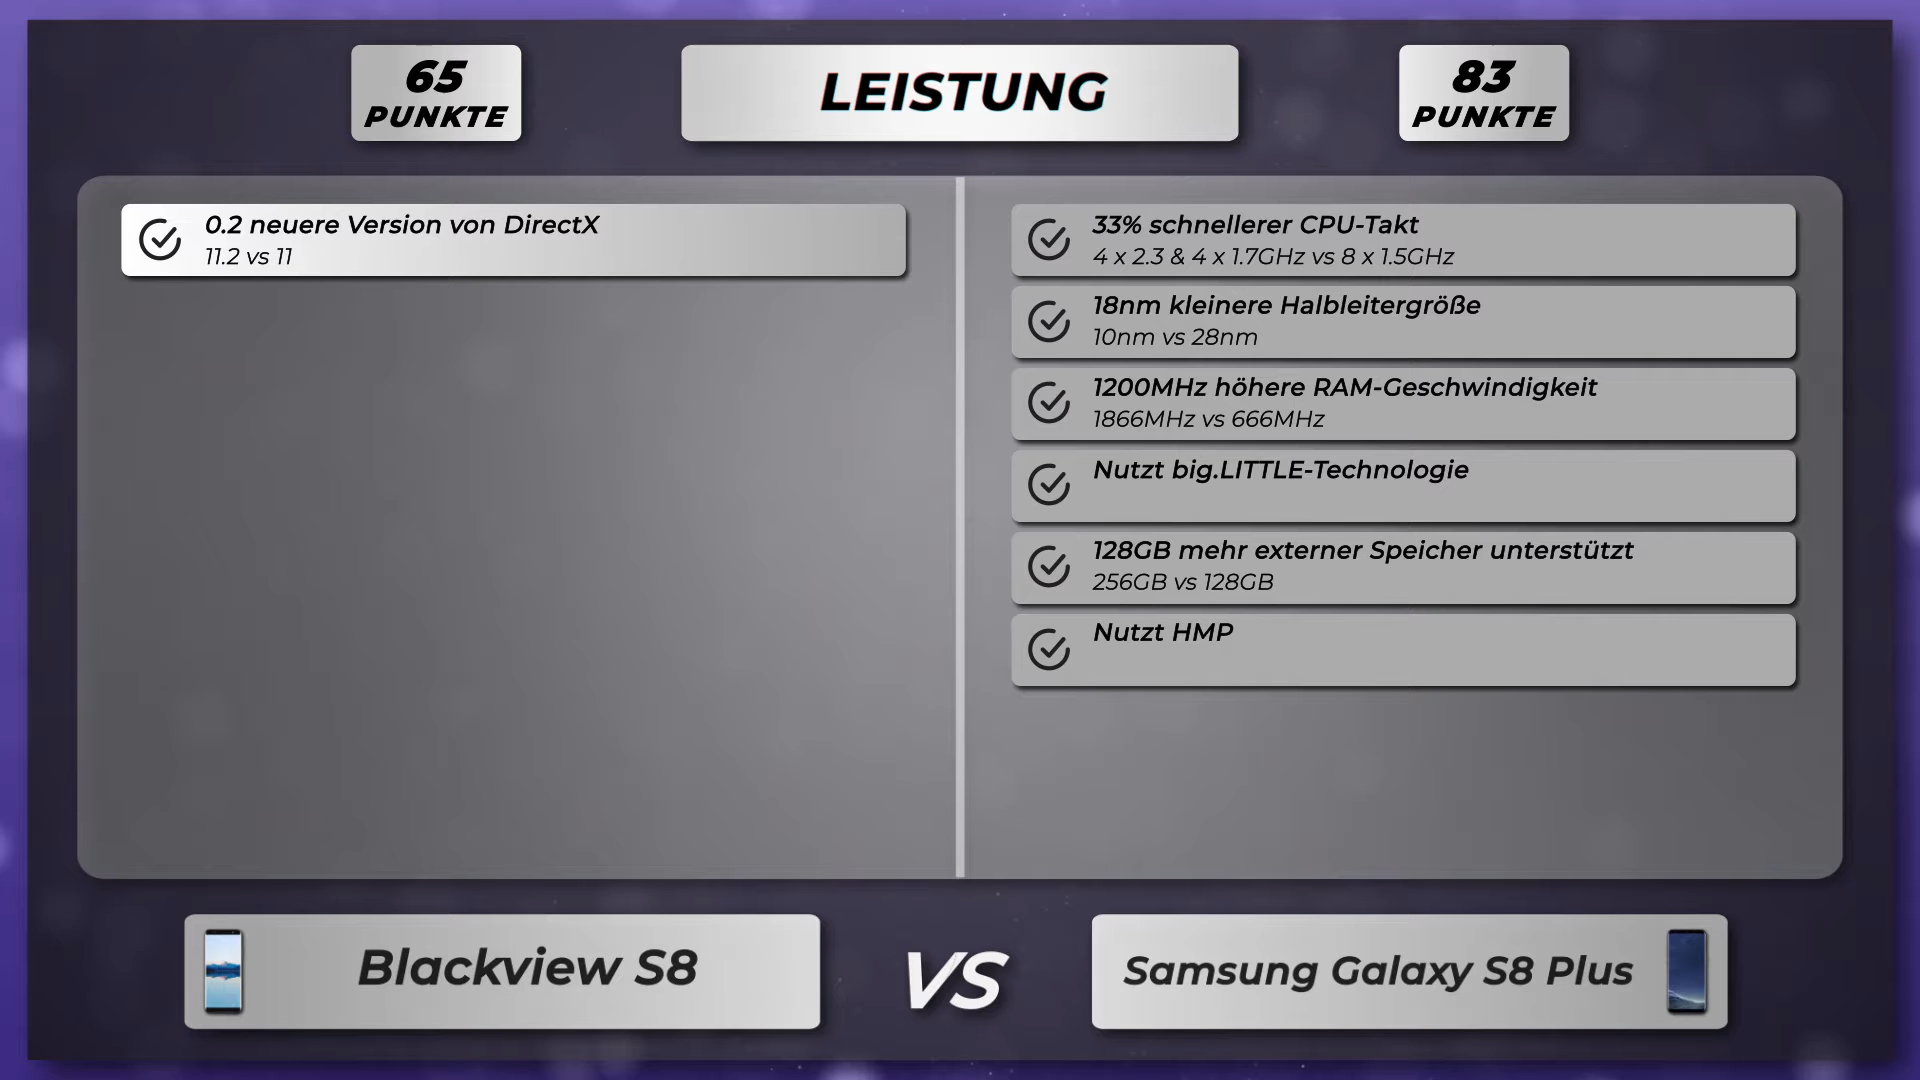 65
PUNKTE
LEISTUNG
83
PUNKTE
0.2 neuere Version von DirectX
11.2 vs 11
33% schnellerer CPU-Takt
4 x 2.3 & 4 x 1.7GHz vs 8 x 1.5GHz
18nm kleinere Halbleitergröße
10nm vs 28nm
1200MHz höhere RAM-Geschwindigkeit
1866MHz vs 666MHz
Nutzt big.LITTLE-Technologie
128GB mehr externer Speicher unterstützt
256GB vs 128GB
Nutzt HMP
Blackview S8
VS
Samsung Galaxy S8 Plus